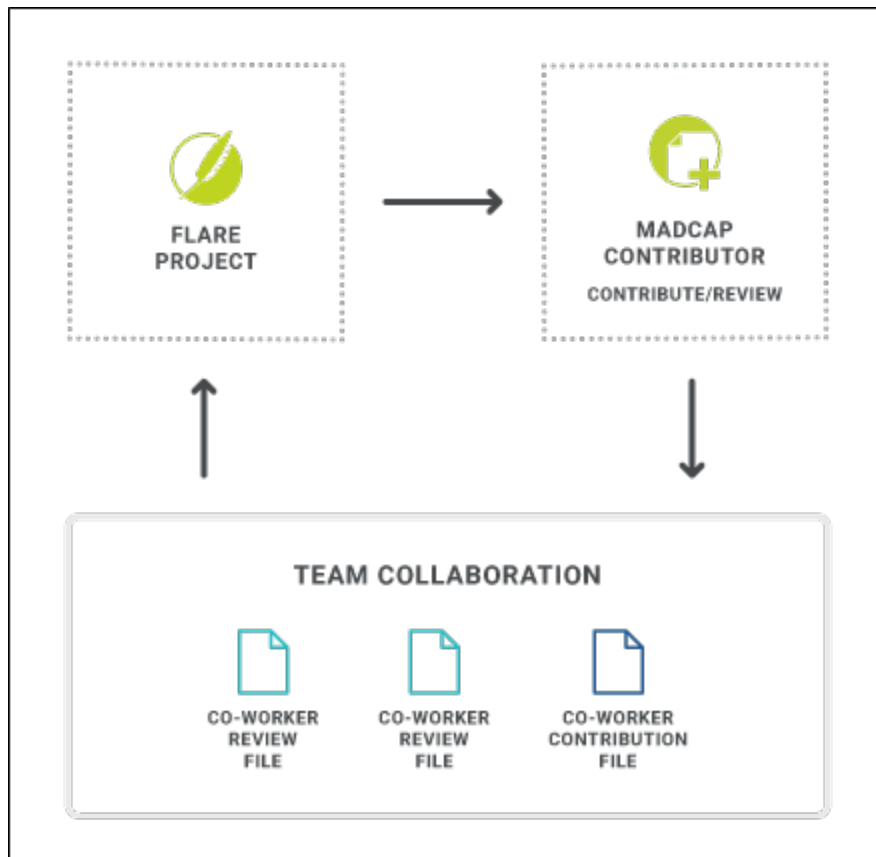 FLARE
PROJECT
MADCAP
CONTRIBUTOR
CONTRIBUTE/REVIEW
TEAM COLLABORATION
CO-WORKER
REVIEW
FILE
CO-WORKER
REVIEW
FILE
CO-WORKER
CONTRIBUTION
FILE